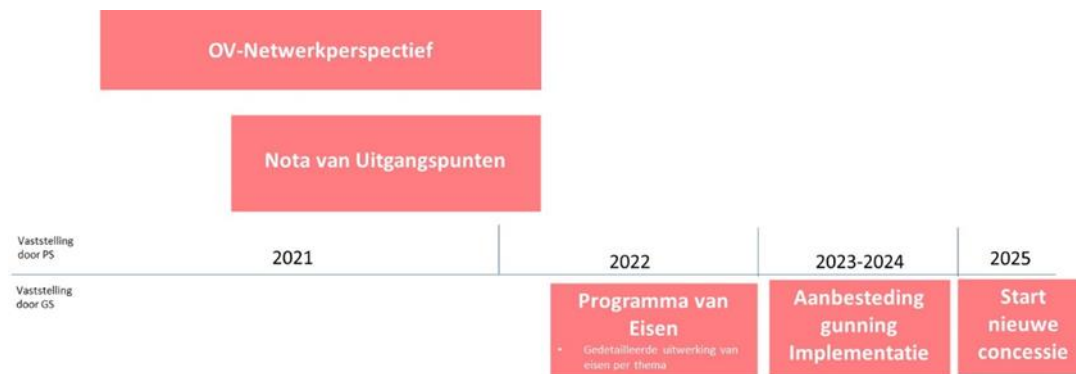 OV-Netwerkperspectief
Nota van Uitgangspunten
Vaststelling
door PS
2021
2022
2023-2024
2025
Vaststelling
door GS
Programma van
Eisen
• Gedetailleerde uitwerking van
eisen per thema
Aanbesteding
gunning
Implementatie
Start
nieuwe
concessie